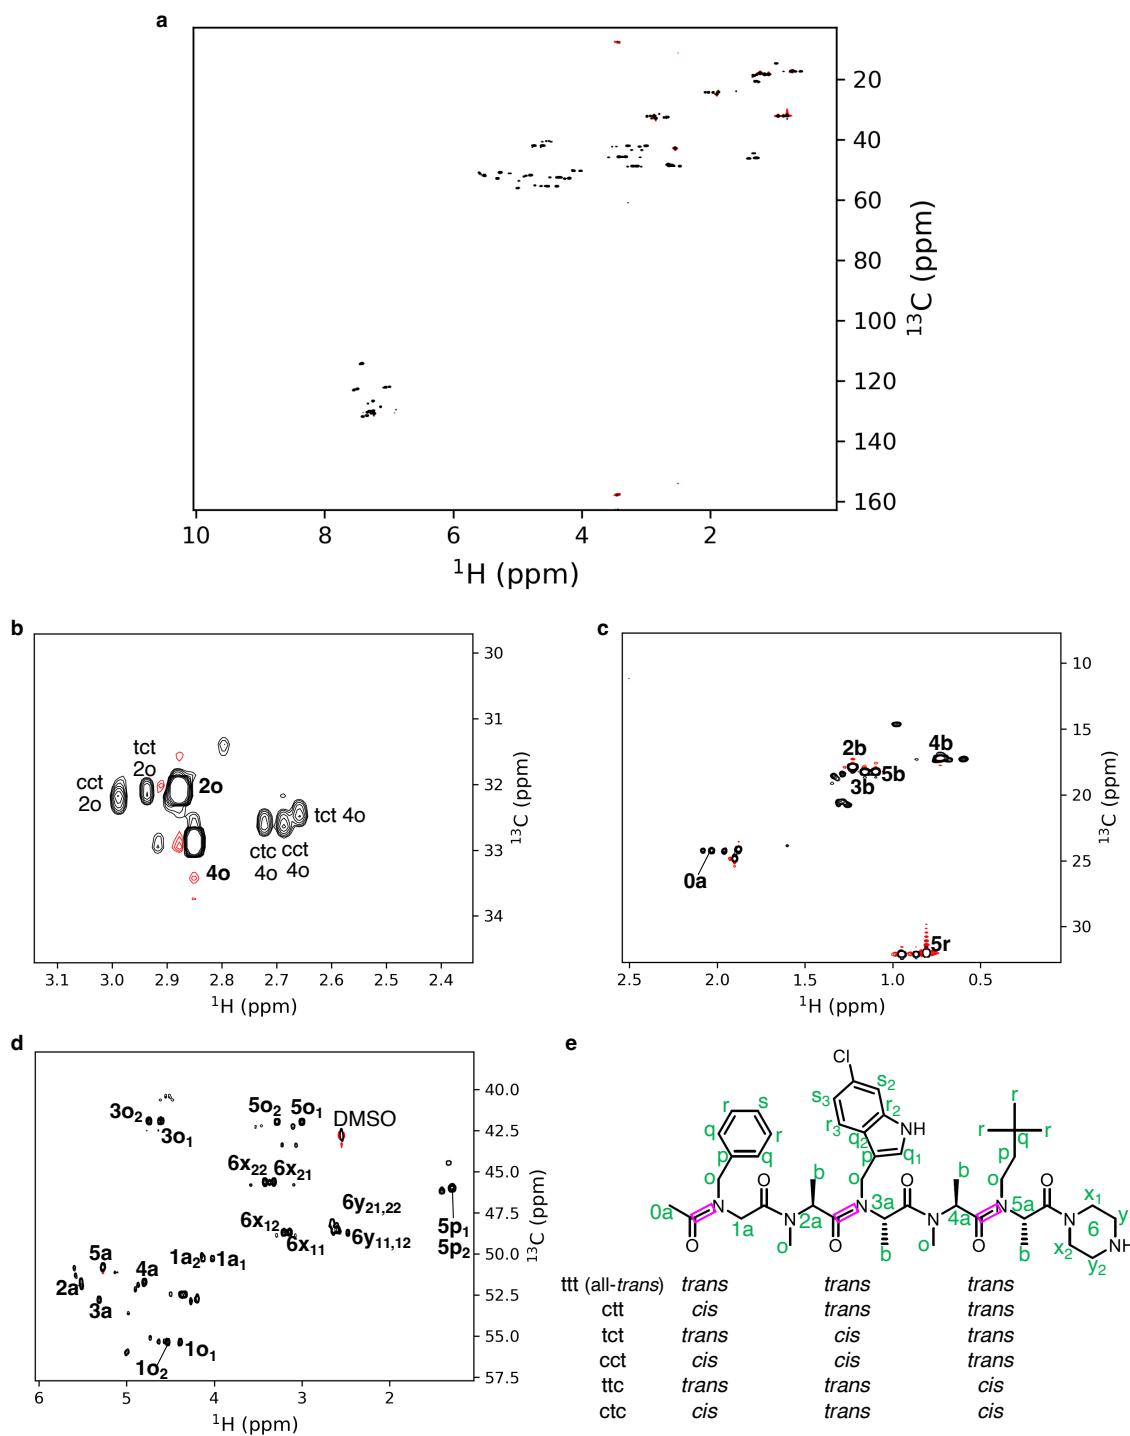 a
20
40
60
80
100
120
140
160
¹³C (ppm)
10 8 6 4 2
¹H (ppm)
b
cct
2o
tct
2o
2o
4o
ctc
4o
cct
4o
tct 4o
30
31
32
33
34
¹³C (ppm)
3.1 3.0 2.9 2.8 2.7 2.6 2.5 2.4
¹H (ppm)
c
2b
4b
5b
3b
0a
5r
10
15
20
25
30
¹³C (ppm)
2.5 2.0 1.5 1.0 0.5
¹H (ppm)
d
3o₂
3o₁
5o₂ 5o₁
DMSO
6x₂₂ 6x₂₁
6y₂₁,₂₂
6x₁₂
6x₁₁
6y₁₁,₁₂
5p₁
5p₂
5a
1a₂ 1a₁
4a
2a
3a
1o₁
1o₂
40.0
42.5
45.0
47.5
50.0
52.5
55.0
57.5
¹³C (ppm)
6 5 4 3 2
¹H (ppm)
e
Cl
s₂
s₃
r₂
r₃
NH
q₂
q₁
p
r s
q r
p q
o
o
r
r q r
p
o
0a
N
O
1a
O
N
o
b
2a
O
N
3a
b
O
N
o
b
4a
O
N
5a
b
O
N
x₁
6
x₂
y₁
y₂
NH
ttt (all-trans) trans trans trans
ctt cis trans trans
tct trans cis trans
cct cis cis trans
ttc trans trans cis
ctc cis trans cis